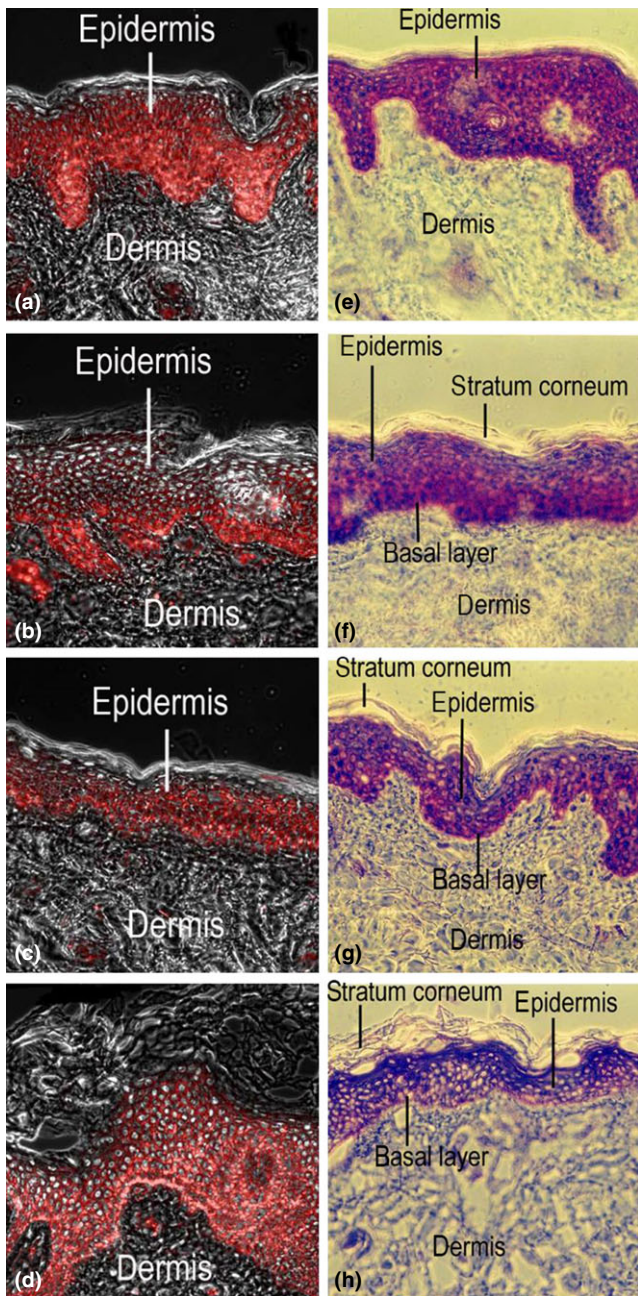 Epidermis
Dermis
(a)
Epidermis
Dermis
(e)
Epidermis
Dermis
(b)
Epidermis
Stratum corneum
Basal layer
Dermis
(f)
Epidermis
Dermis
(c)
Stratum corneum
Epidermis
Basal layer
Dermis
(g)
Dermis
(d)
Stratum corneum
Epidermis
Basal layer
Dermis
(h)